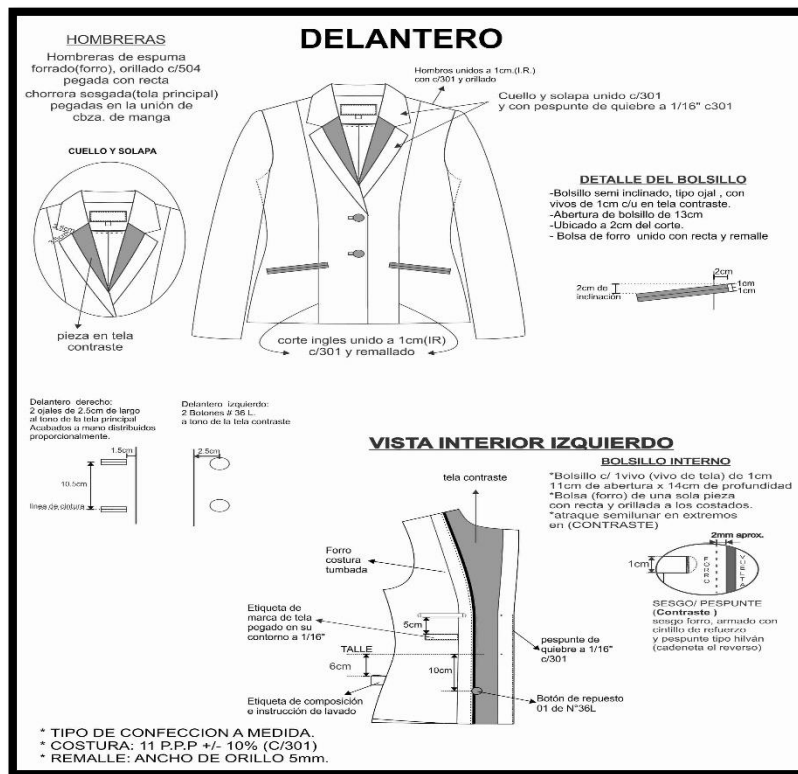 DELANTERO
HOMBRERAS
Hombreras de espuma
forrado(forro), orillado c/504
pegada con recta
chorrera sesgada(tela principal)
pegadas en la unión de
cbza. de manga
Hombros unidos a 1cm.(I.R.)
con c/301 y orillado
Cuello y solapa unido c/301
y con pespunte de quiebre a 1/16" c301
CUELLO Y SOLAPA
pieza en tela
contraste
DETALLE DEL BOLSILLO
-Bolsillo semi inclinado, tipo ojal , con
vivos de 1cm c/u en tela contraste.
-Abertura de bolsillo de 13cm
-Ubicado a 2cm del corte.
- Bolsa de forro unido con recta y remalle
2cm
2cm de
inclinación
1cm
1cm
corte ingles unido a 1cm(IR)
c/301 y remallado
Delantero derecho:
2 ojales de 2.5cm de largo
al tono de la tela principal
Acabados a mano distribuidos
proporcionalmente.
1.5cm
10.5cm
linea de cintura
Delantero izquierdo:
2 Botones # 36 L.
a tono de la tela contraste
2.5cm
VISTA INTERIOR IZQUIERDO
BOLSILLO INTERNO
*Bolsillo c/ 1vivo (vivo de tela) de 1cm
11cm de abertura x 14cm de profundidad
*Bolsa (forro) de una sola pieza
con recta y orillada a los costados.
*atraque semilunar en extremos
en (CONTRASTE)
2mm aprox.
1cm
FORRO
VUELTA
SESGO/ PESPUNTE
(Contraste )
sesgo forro, armado con
cintillo de refuerzo
y pespunte tipo hilván
(cadeneta el reverso)
tela contraste
Forro
costura
tumbada
Etiqueta de
marca de tela
pegado en su
contorno a 1/16"
5cm
TALLE
6cm
10cm
Etiqueta de composición
e instrucción de lavado
pespunte de
quiebre a 1/16"
c/301
Botón de repuesto
01 de N°36L
* TIPO DE CONFECCION A MEDIDA.
* COSTURA: 11 P.P.P +/- 10% (C/301)
* REMALLE: ANCHO DE ORILLO 5mm.